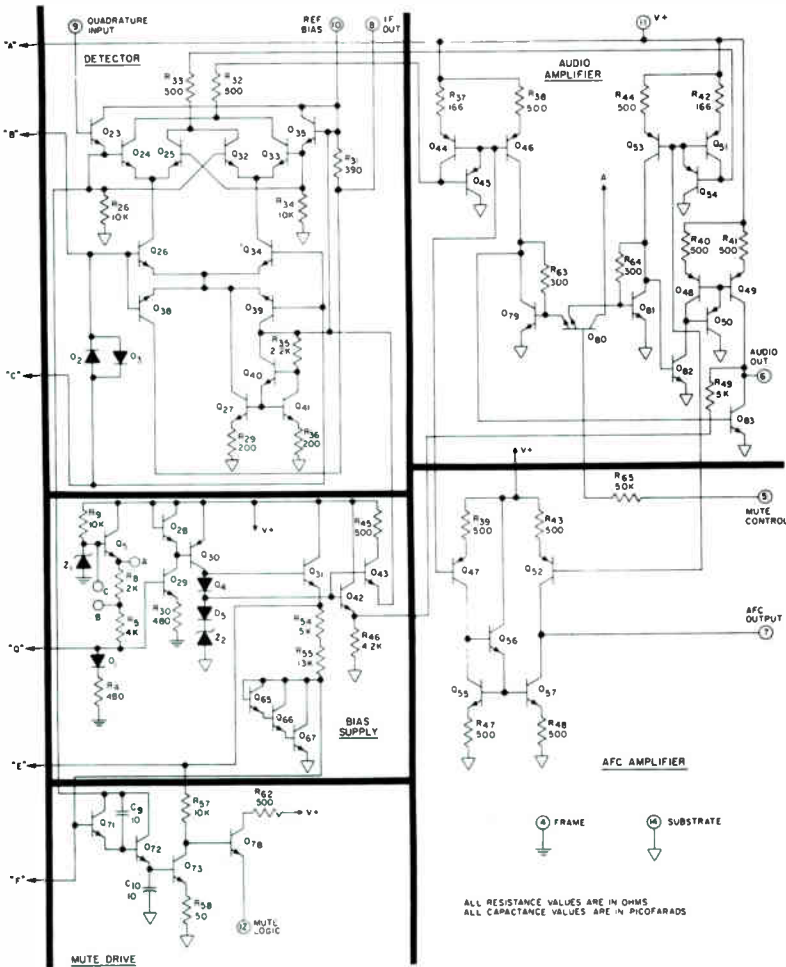 9 QUADRATURE INPUT
REF BIAS 10
8 IF OUT
11 V+
"A"
DETECTOR
AUDIO AMPLIFIER
R33 500
R32 500
R37 166
R38 500
R44 500
R42 166
"B"
Q23
Q24
Q25
Q32
Q33
Q35
R31 390
Q44
Q46
Q45
Q53
Q51
Q54
A
R26 10K
R34 10K
Q26
Q34
Q38
Q39
R40 500
R41 500
R63 300
R64 300
Q48
Q49
Q50
Q79
Q80
Q81
Q82
D2
D3
R35 2.2K
Q40
Q27
Q41
R29 200
R36 200
"C"
AUDIO OUT
6
R49 5K
Q83
V+
R65 50K
5
MUTE CONTROL
R9 10K
Q28
V+
R45 500
R39 500
R43 500
Z1
A
C
B
R8 2K
R5 4K
Q29
Q30
D4
D5
Z2
R30 480
Q31
Q42
Q43
R54 5K
R55 13K
R46 4.2K
Q47
Q52
Q56
AFC OUTPUT
7
D1
R4 480
Q65
Q66
Q67
BIAS SUPPLY
Q55
Q57
R47 500
R48 500
"E"
AFC AMPLIFIER
C9 10
R57 10K
R62 500
V+
Q71
Q72
Q73
Q78
C10 10
R58 50
"F"
12
MUTE LOGIC
MUTE DRIVE
4 FRAME
14 SUBSTRATE
ALL RESISTANCE VALUES ARE IN OHMS
ALL CAPACTANCE VALUES ARE IN PICOFARADS